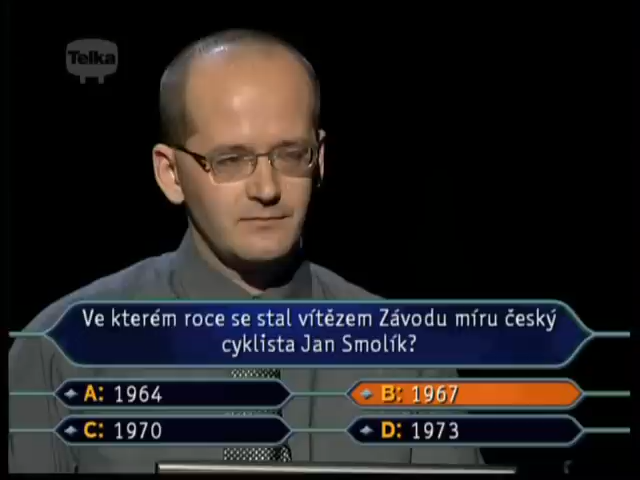 Telka
Ve kterém roce se stal vítězem Závodu míru český
cyklista Jan Smolík?
A: 1964
B: 1967
C: 1970
D: 1973